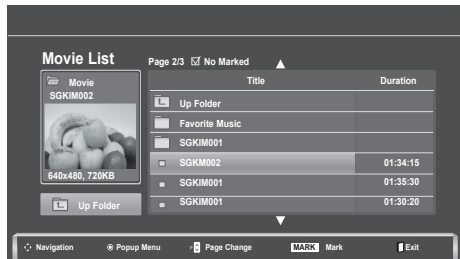 Movie List
Page 2/3 No Marked
Movie
SGKIM002
640x480, 720KB
Up Folder
Title Duration
Up Folder
Favorite Music
SGKIM001
SGKM002 01:34:15
SGKIM001 01:35:30
SGKIM001 01:30:20
Navigation Popup Menu Page Change MARK Mark Exit